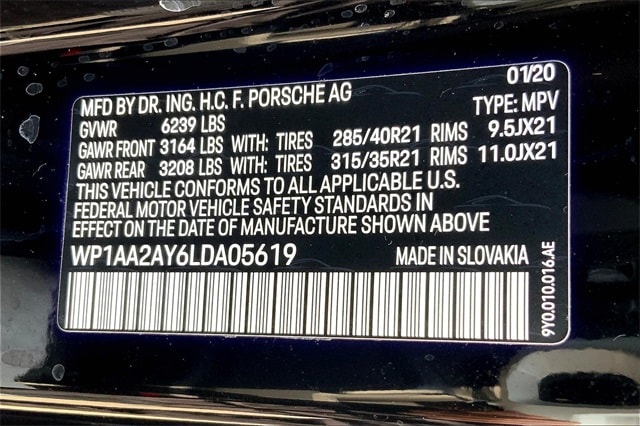 MFD BY DR. ING. H.C. F. PORSCHE AG 01/20
GVWR 6239 LBS TYPE: MPV
GAWR FRONT 3164 LBS WITH: TIRES 285/40R21 RIMS 9.5JX21
GAWR REAR 3208 LBS WITH: TIRES 315/35R21 RIMS 11.0JX21
THIS VEHICLE CONFORMS TO ALL APPLICABLE U.S.
FEDERAL MOTOR VEHICLE SAFETY STANDARDS IN
EFFECT ON THE DATE OF MANUFACTURE SHOWN ABOVE
WP1AA2AY6LDA05619 MADE IN SLOVAKIA
9Y0.010.016.AE